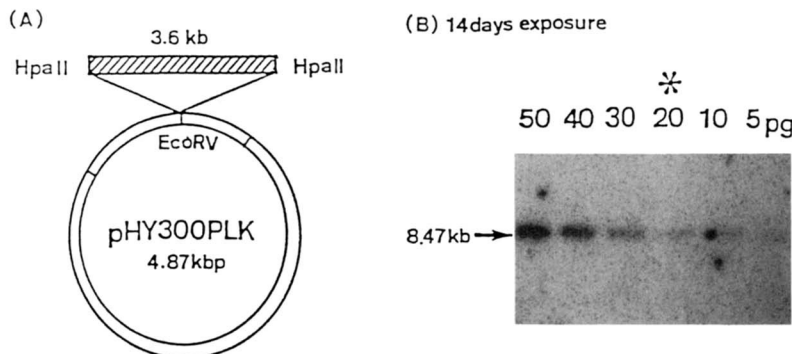 (A)
3.6 kb
HpaII HpaII
EcoRV
pHY300PLK
4.87kbp
(B) 14days exposure
*
50 40 30 20 10 5pg
8.47kb